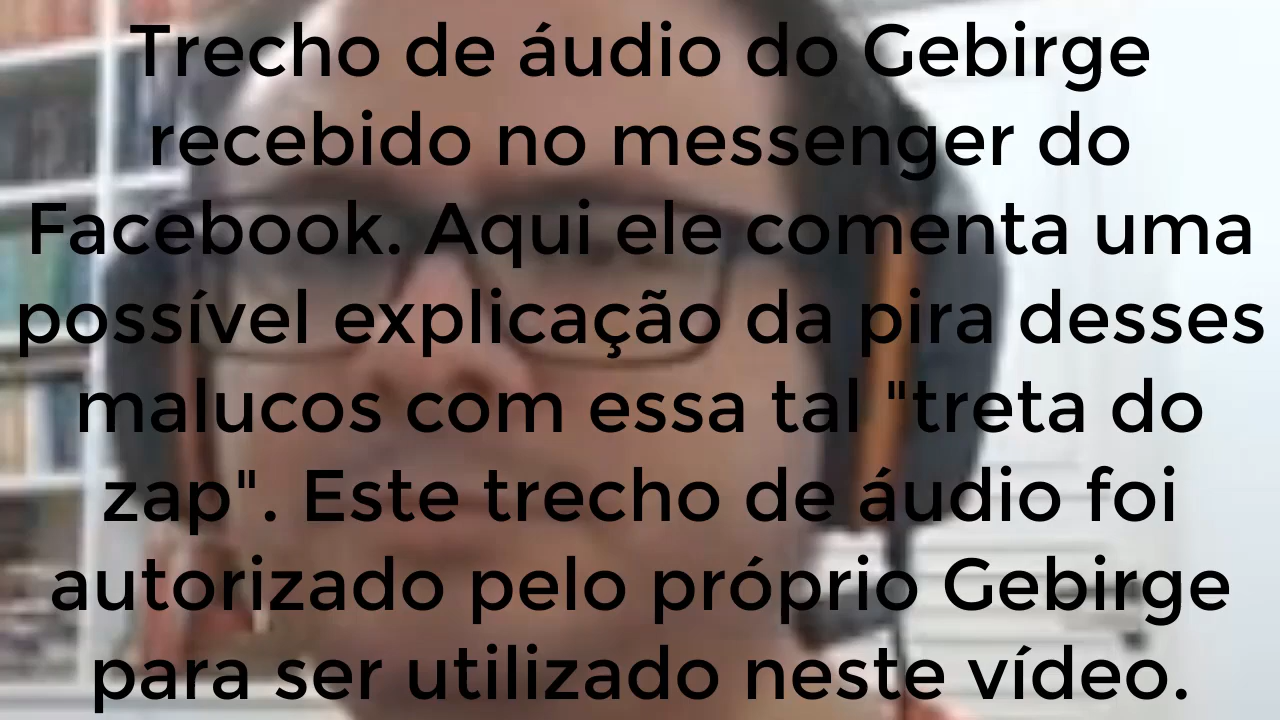 Trecho de áudio do Gebirge
recebido no messenger do
Facebook. Aqui ele comenta uma
possível explicação da pira desses
malucos com essa tal "treta do
zap". Este trecho de áudio foi
autorizado pelo próprio Gebirge
para ser utilizado neste vídeo.